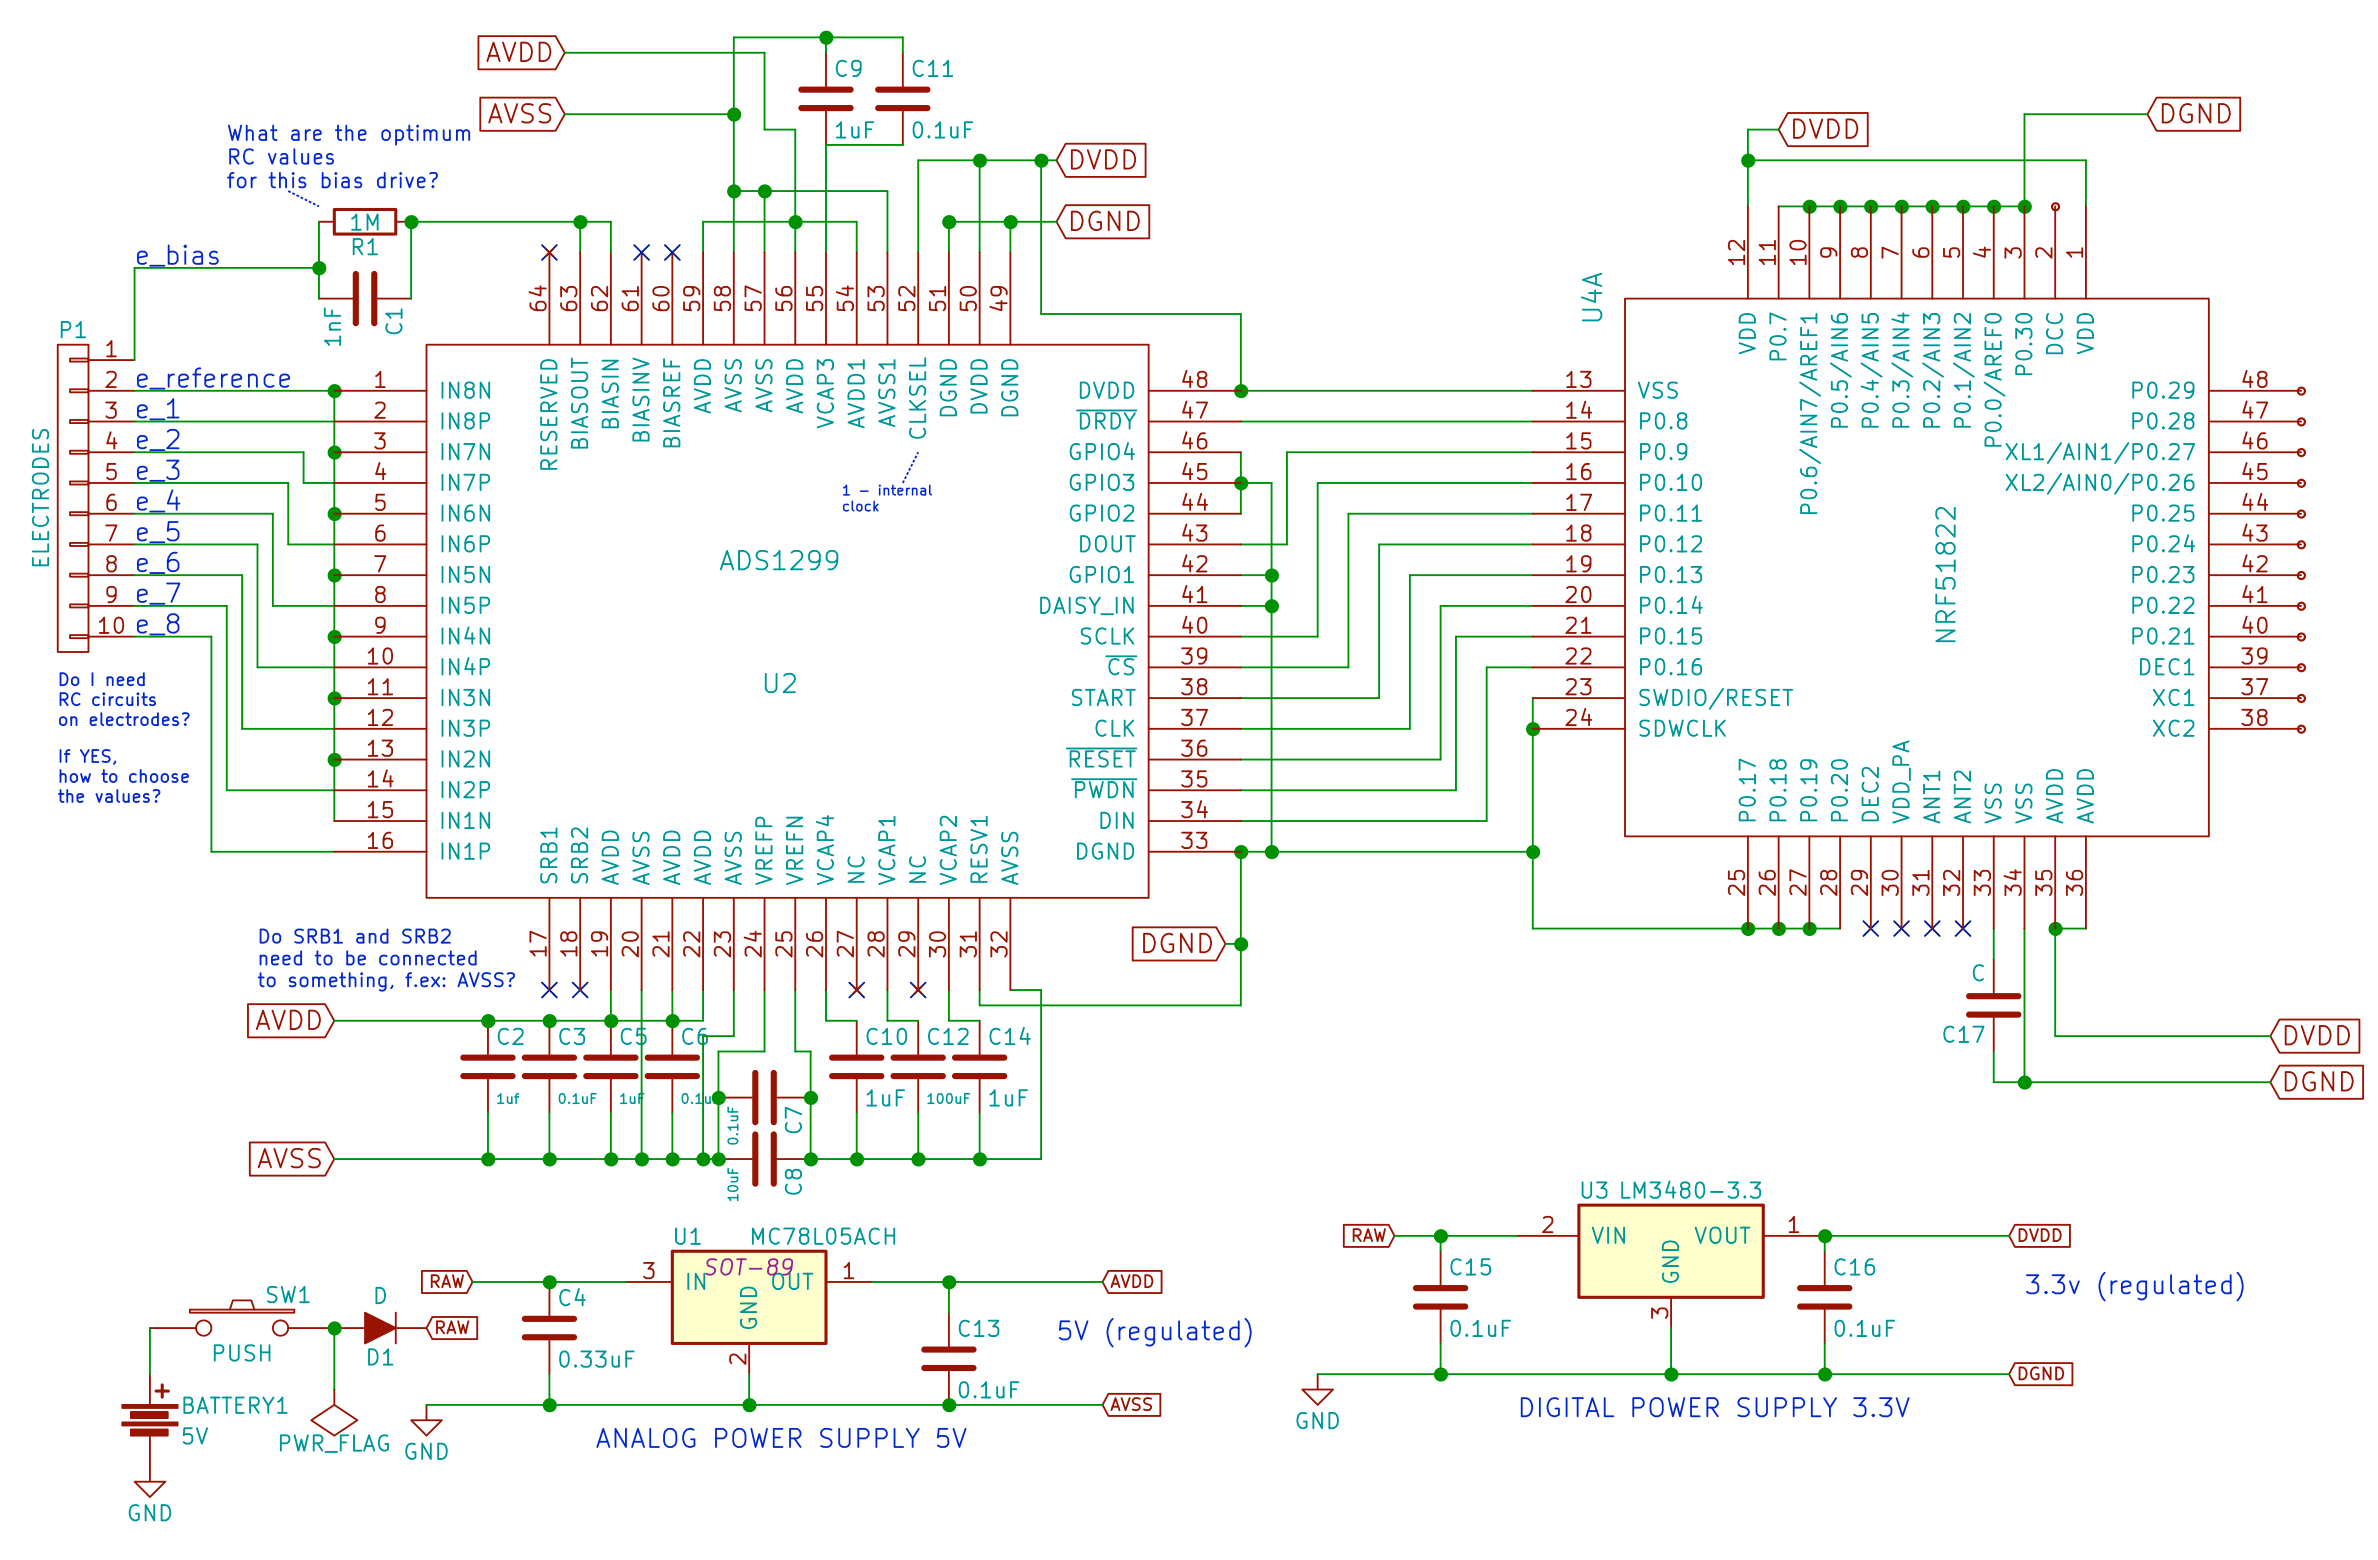 AVDD
AVSS
C9
1uF
C11
0.1uF
What are the optimum
RC values
for this bias drive?
1M
R1
1nF
C1
DVDD
DGND
DVDD
DGND
e_bias
P1
ELECTRODES
1
2 e_reference
3 e_1
4 e_2
5 e_3
6 e_4
7 e_5
8 e_6
9 e_7
10 e_8
Do I need
RC circuits
on electrodes?
If YES,
how to choose
the values?
64 RESERVED
63 BIASOUT
62 BIASIN
61 BIASINV
60 BIASREF
59 AVDD
58 AVSS
57 AVSS
56 AVDD
55 VCAP3
54 AVDD1
53 AVSS1
52 CLKSEL
51 DGND
50 DVDD
49 DGND
1 IN8N
2 IN8P
3 IN7N
4 IN7P
5 IN6N
6 IN6P
7 IN5N
8 IN5P
9 IN4N
10 IN4P
11 IN3N
12 IN3P
13 IN2N
14 IN2P
15 IN1N
16 IN1P
1 - internal
clock
ADS1299
U2
DVDD 48
DRDY 47
GPIO4 46
GPIO3 45
GPIO2 44
DOUT 43
GPIO1 42
DAISY_IN 41
SCLK 40
CS 39
START 38
CLK 37
RESET 36
PWDN 35
DIN 34
DGND 33
SRB1 17
SRB2 18
AVDD 19
AVSS 20
AVDD 21
AVDD 22
AVSS 23
VREFP 24
VREFN 25
VCAP4 26
NC 27
VCAP1 28
NC 29
VCAP2 30
RESV1 31
AVSS 32
DGND
Do SRB1 and SRB2
need to be connected
to something, f.ex: AVSS?
AVDD
AVSS
C2
1uf
C3
0.1uF
C5
1uF
C6
0.1u
0.1uF
C7
10uF
C8
C10
1uF
C12
100uF
C14
1uF
U4A
NRF51822
12 VDD
11 P0.7
10 P0.6/AIN7/AREF1
9 P0.5/AIN6
8 P0.4/AIN5
7 P0.3/AIN4
6 P0.2/AIN3
5 P0.1/AIN2
4 P0.0/AREF0
3 P0.30
2 DCC
1 VDD
13 VSS
14 P0.8
15 P0.9
16 P0.10
17 P0.11
18 P0.12
19 P0.13
20 P0.14
21 P0.15
22 P0.16
23 SWDIO/RESET
24 SDWCLK
P0.29 48
P0.28 47
XL1/AIN1/P0.27 46
XL2/AIN0/P0.26 45
P0.25 44
P0.24 43
P0.23 42
P0.22 41
P0.21 40
DEC1 39
XC1 37
XC2 38
P0.17 25
P0.18 26
P0.19 27
P0.20 28
DEC2 29
VDD_PA 30
ANT1 31
ANT2 32
VSS 33
VSS 34
AVDD 35
AVDD 36
C
C17
DVDD
DGND
SW1
PUSH
D
D1
RAW
BATTERY1
5V
GND
PWR_FLAG
GND
RAW
C4
0.33uF
U1 MC78L05ACH
SOT-89
3 IN
OUT 1
GND
2
C13
0.1uF
AVDD
AVSS
5V (regulated)
ANALOG POWER SUPPLY 5V
RAW
C15
0.1uF
U3 LM3480-3.3
2 VIN
VOUT 1
GND
3
C16
0.1uF
DVDD
DGND
GND
3.3v (regulated)
DIGITAL POWER SUPPLY 3.3V